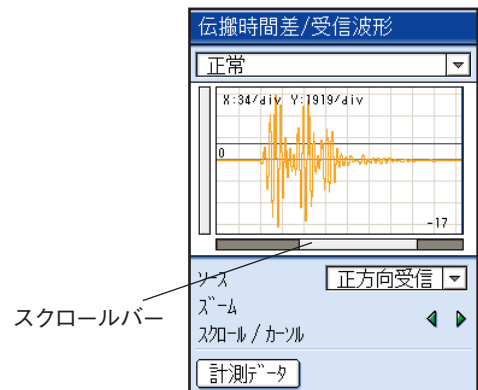 伝搬時間差/受信波形
正常
X:34/div Y:1919/div
0
-17
ソース 正方向受信
ズーム
スクロール / カーソル
計測データ
スクロールバー